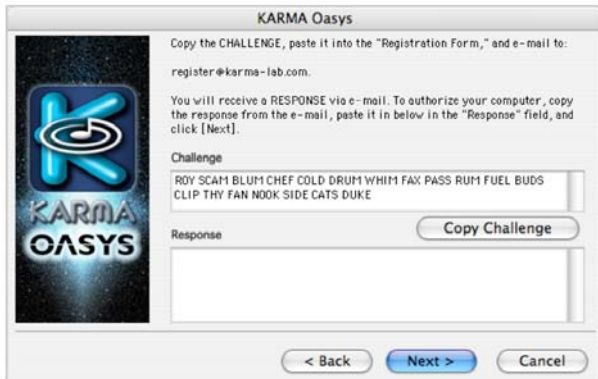 KARMA Oasys
Copy the CHALLENGE, paste it into the "Registration Form," and e-mail to:
register@karma-lab.com.
You will receive a RESPONSE via e-mail. To authorize your computer, copy
the response from the e-mail, paste it in below in the "Response" field, and
click [Next].
Challenge
ROY SCAM BLUM CHEF COLD DRUM WHIM FAX PASS RUM FUEL BUDS
CLIP THY FAN NOOK SIDE CATS DUKE
KARMA
OASYS
Copy Challenge
Response
< Back
Next >
Cancel